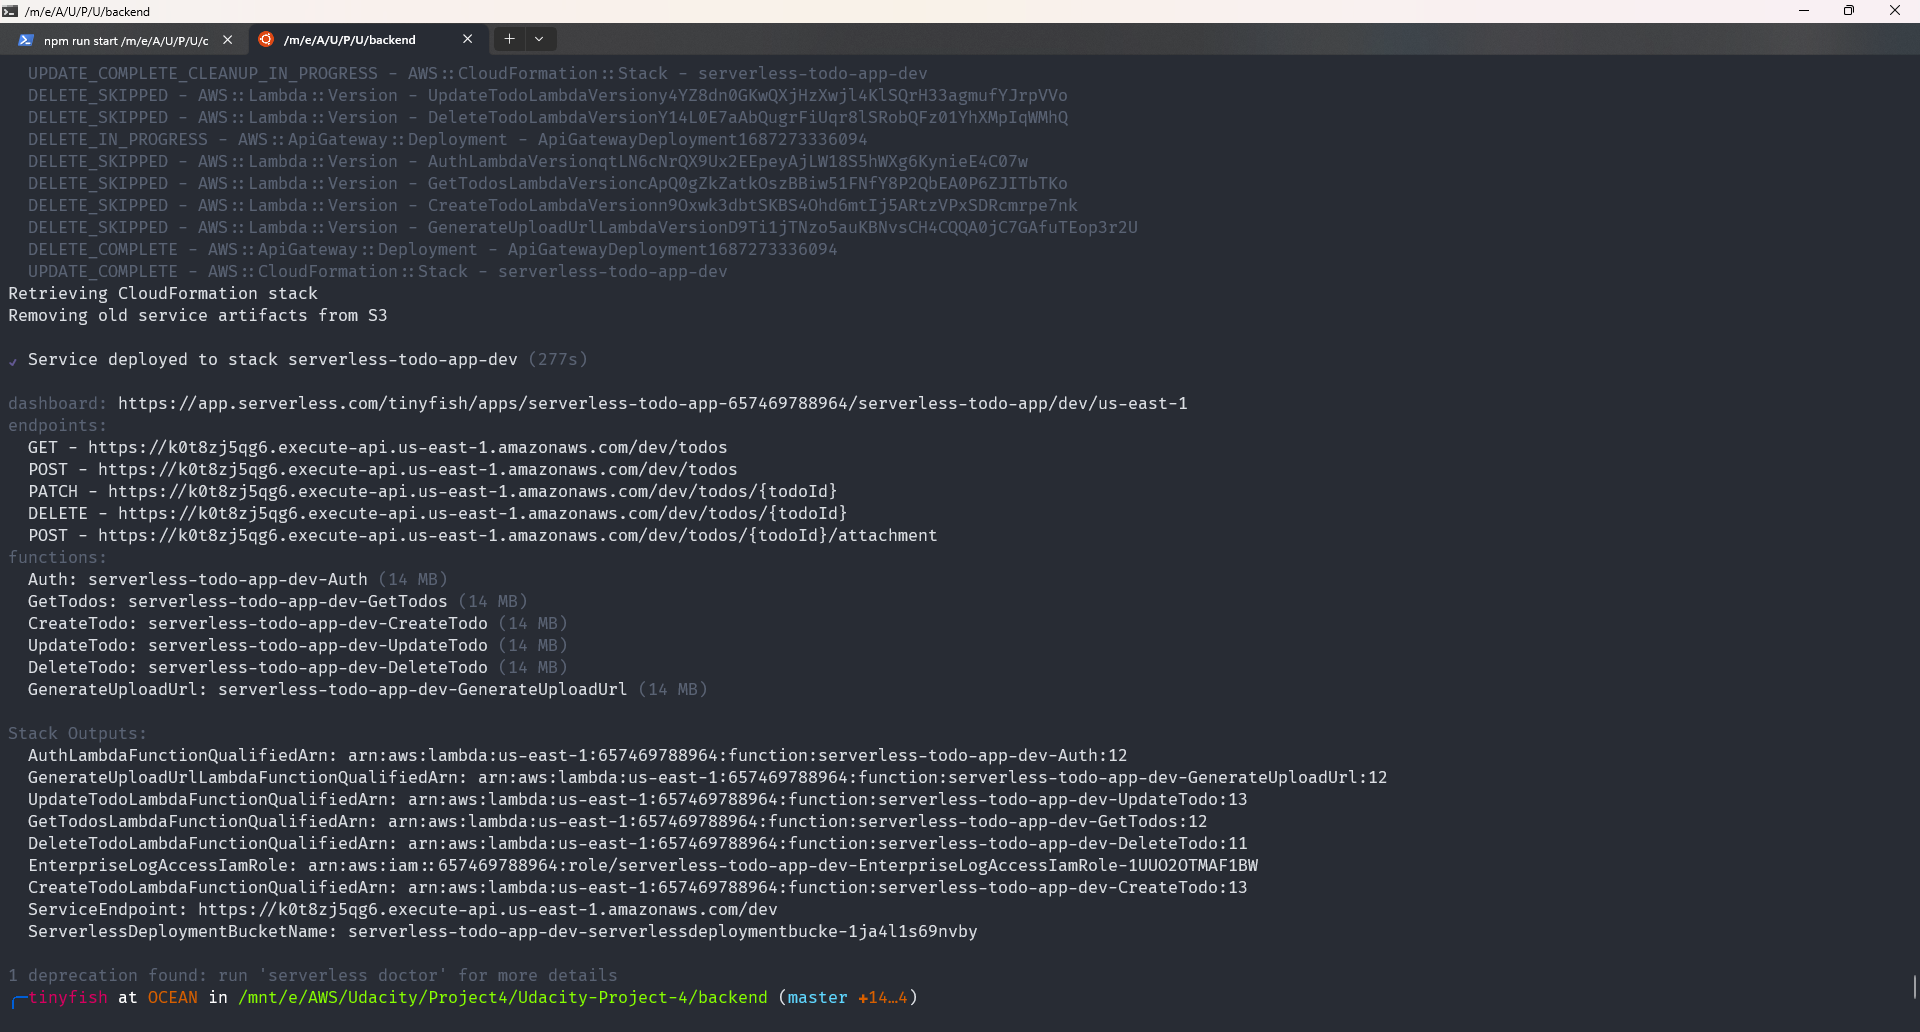 /m/e/A/U/P/U/backend
npm run start /m/e/A/U/P/U/c
/m/e/A/U/P/U/backend
UPDATE_COMPLETE_CLEANUP_IN_PROGRESS - AWS::CloudFormation::Stack - serverless-todo-app-dev
DELETE_SKIPPED - AWS::Lambda::Version - UpdateTodoLambdaVersiony4YZ8dn0GKwQXjHzXwjl4KlSQrH33agmufYJrpVVo
DELETE_SKIPPED - AWS::Lambda::Version - DeleteTodoLambdaVersionY14L0E7aAbQugrFiUqr8lSRobQFz01YhXMpIqWMhQ
DELETE_IN_PROGRESS - AWS::ApiGateway::Deployment - ApiGatewayDeployment1687273336094
DELETE_SKIPPED - AWS::Lambda::Version - AuthLambdaVersionqtLN6cNrQX9Ux2EEpeyAjLW18S5hWXg6KynieE4C07w
DELETE_SKIPPED - AWS::Lambda::Version - GetTodosLambdaVersioncApQ0gZkZatkOszBBiw51FNfY8P2QbEA0P6ZJITbTKo
DELETE_SKIPPED - AWS::Lambda::Version - CreateTodoLambdaVersionn9Oxwk3dbtSKBS4Ohd6mtIj5ARtzVPxSDRcmrpe7nk
DELETE_SKIPPED - AWS::Lambda::Version - GenerateUploadUrlLambdaVersionD9Ti1jTNzo5auKBNvsCH4CQQA0jC7GAfuTEop3r2U
DELETE_COMPLETE - AWS::ApiGateway::Deployment - ApiGatewayDeployment1687273336094
UPDATE_COMPLETE - AWS::CloudFormation::Stack - serverless-todo-app-dev
Retrieving CloudFormation stack
Removing old service artifacts from S3
✓ Service deployed to stack serverless-todo-app-dev (277s)
dashboard: https://app.serverless.com/tinyfish/apps/serverless-todo-app-657469788964/serverless-todo-app/dev/us-east-1
endpoints:
GET - https://k0t8zj5qg6.execute-api.us-east-1.amazonaws.com/dev/todos
POST - https://k0t8zj5qg6.execute-api.us-east-1.amazonaws.com/dev/todos
PATCH - https://k0t8zj5qg6.execute-api.us-east-1.amazonaws.com/dev/todos/{todoId}
DELETE - https://k0t8zj5qg6.execute-api.us-east-1.amazonaws.com/dev/todos/{todoId}
POST - https://k0t8zj5qg6.execute-api.us-east-1.amazonaws.com/dev/todos/{todoId}/attachment
functions:
Auth: serverless-todo-app-dev-Auth (14 MB)
GetTodos: serverless-todo-app-dev-GetTodos (14 MB)
CreateTodo: serverless-todo-app-dev-CreateTodo (14 MB)
UpdateTodo: serverless-todo-app-dev-UpdateTodo (14 MB)
DeleteTodo: serverless-todo-app-dev-DeleteTodo (14 MB)
GenerateUploadUrl: serverless-todo-app-dev-GenerateUploadUrl (14 MB)
Stack Outputs:
AuthLambdaFunctionQualifiedArn: arn:aws:lambda:us-east-1:657469788964:function:serverless-todo-app-dev-Auth:12
GenerateUploadUrlLambdaFunctionQualifiedArn: arn:aws:lambda:us-east-1:657469788964:function:serverless-todo-app-dev-GenerateUploadUrl:12
UpdateTodoLambdaFunctionQualifiedArn: arn:aws:lambda:us-east-1:657469788964:function:serverless-todo-app-dev-UpdateTodo:13
GetTodosLambdaFunctionQualifiedArn: arn:aws:lambda:us-east-1:657469788964:function:serverless-todo-app-dev-GetTodos:12
DeleteTodoLambdaFunctionQualifiedArn: arn:aws:lambda:us-east-1:657469788964:function:serverless-todo-app-dev-DeleteTodo:11
EnterpriseLogAccessIamRole: arn:aws:iam::657469788964:role/serverless-todo-app-dev-EnterpriseLogAccessIamRole-1UUO2OTMAF1BW
CreateTodoLambdaFunctionQualifiedArn: arn:aws:lambda:us-east-1:657469788964:function:serverless-todo-app-dev-CreateTodo:13
ServiceEndpoint: https://k0t8zj5qg6.execute-api.us-east-1.amazonaws.com/dev
ServerlessDeploymentBucketName: serverless-todo-app-dev-serverlessdeploymentbucke-1ja4l1s69nvby
1 deprecation found: run 'serverless doctor' for more details
tinyfish at OCEAN in /mnt/e/AWS/Udacity/Project4/Udacity-Project-4/backend (master +14…4)